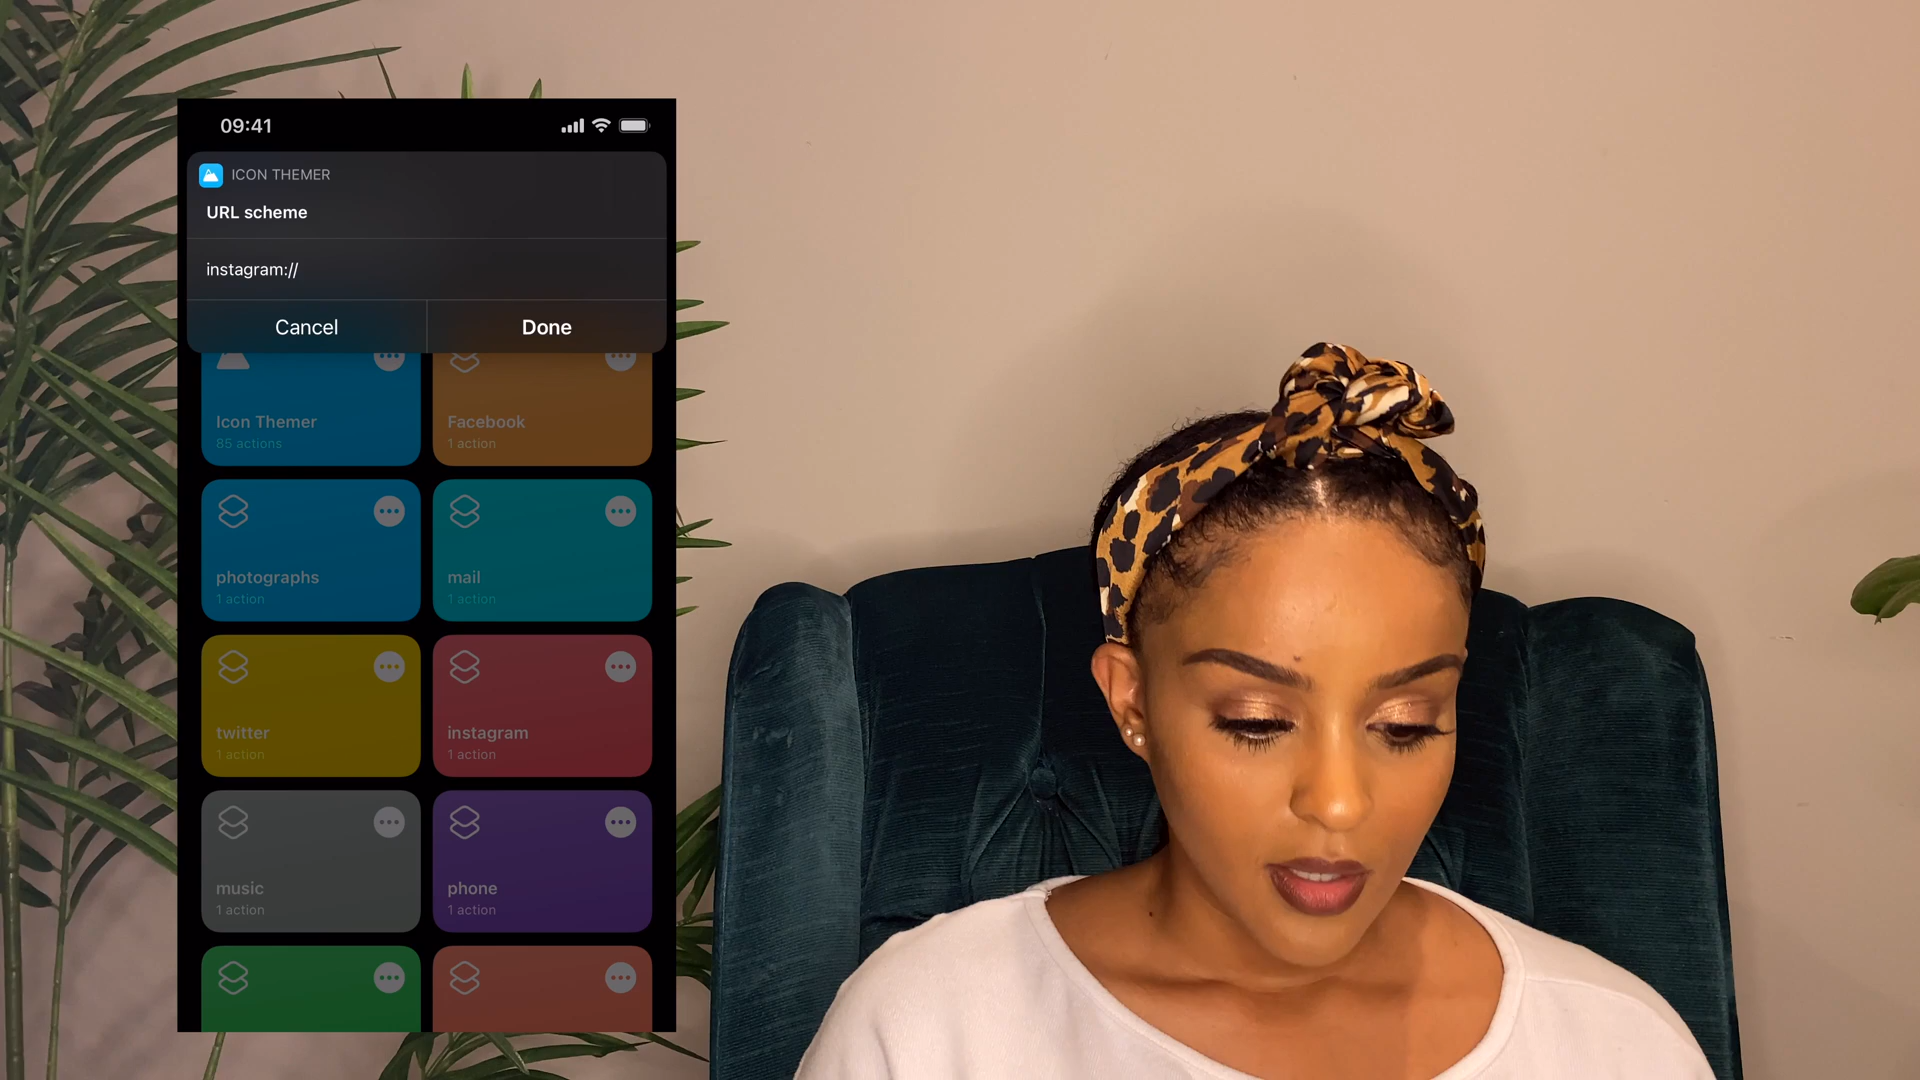 09:41
ICON THEMER
URL scheme
instagram://
Cancel
Done
Icon Themer
85 actions
Facebook
1 action
photographs
1 action
mail
1 action
twitter
1 action
instagram
1 action
music
1 action
phone
1 action